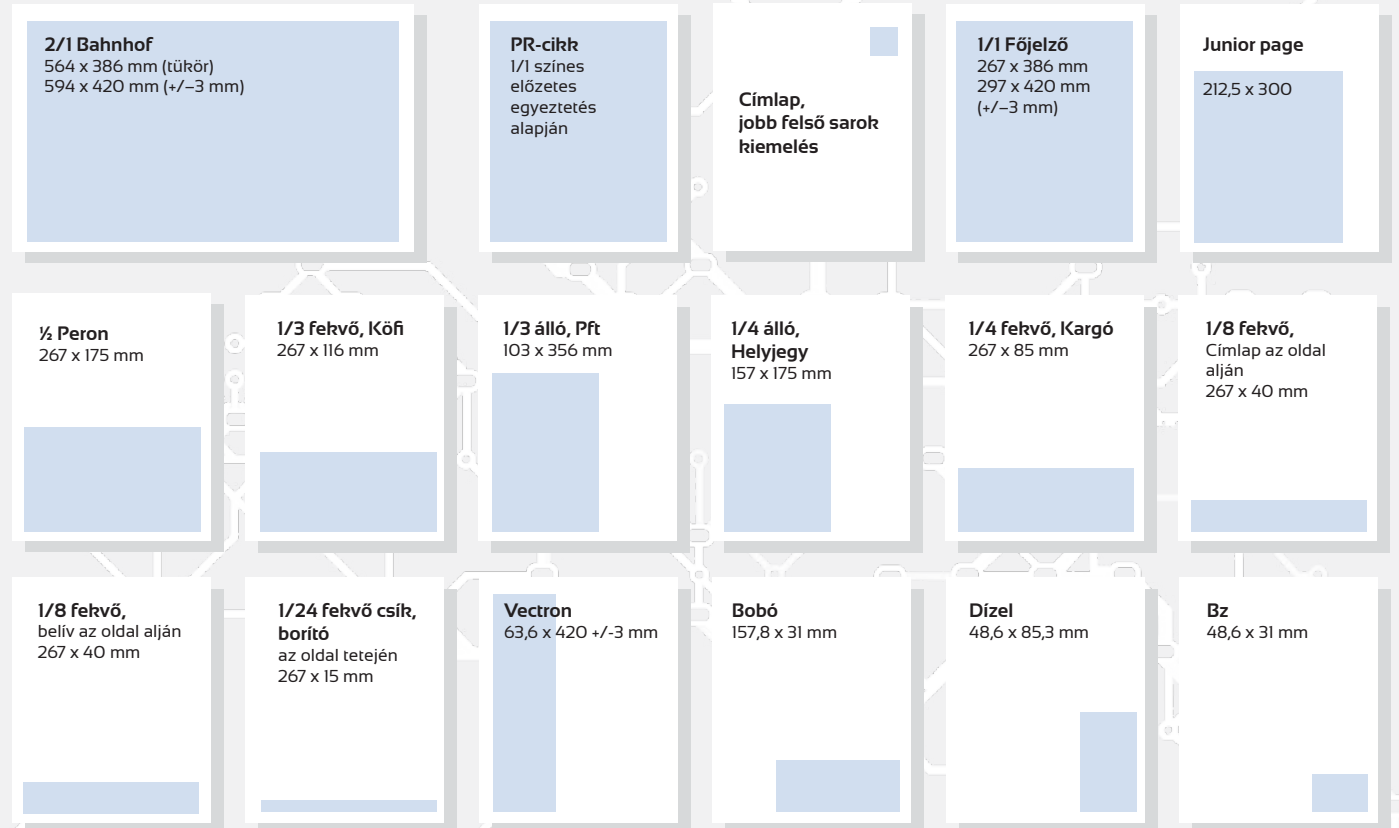 2/1 Bahnhof
564 x 386 mm (tükör)
594 x 420 mm (+/–3 mm)
PR-cikk
1/1 színes
előzetes
egyeztetés
alapján
Címlap,
jobb felső sarok
kiemelés
1/1 Főjelző
267 x 386 mm
297 x 420 mm
(+/–3 mm)
Junior page
212,5 x 300
½ Peron
267 x 175 mm
1/3 fekvő, Köfi
267 x 116 mm
1/3 álló, Pft
103 x 356 mm
1/4 álló,
Helyjegy
157 x 175 mm
1/4 fekvő, Kargó
267 x 85 mm
1/8 fekvő,
Címlap az oldal
alján
267 x 40 mm
1/8 fekvő,
belív az oldal alján
267 x 40 mm
1/24 fekvő csík,
borító
az oldal tetején
267 x 15 mm
Vectron
63,6 x 420 +/-3 mm
Bobó
157,8 x 31 mm
Dízel
48,6 x 85,3 mm
Bz
48,6 x 31 mm